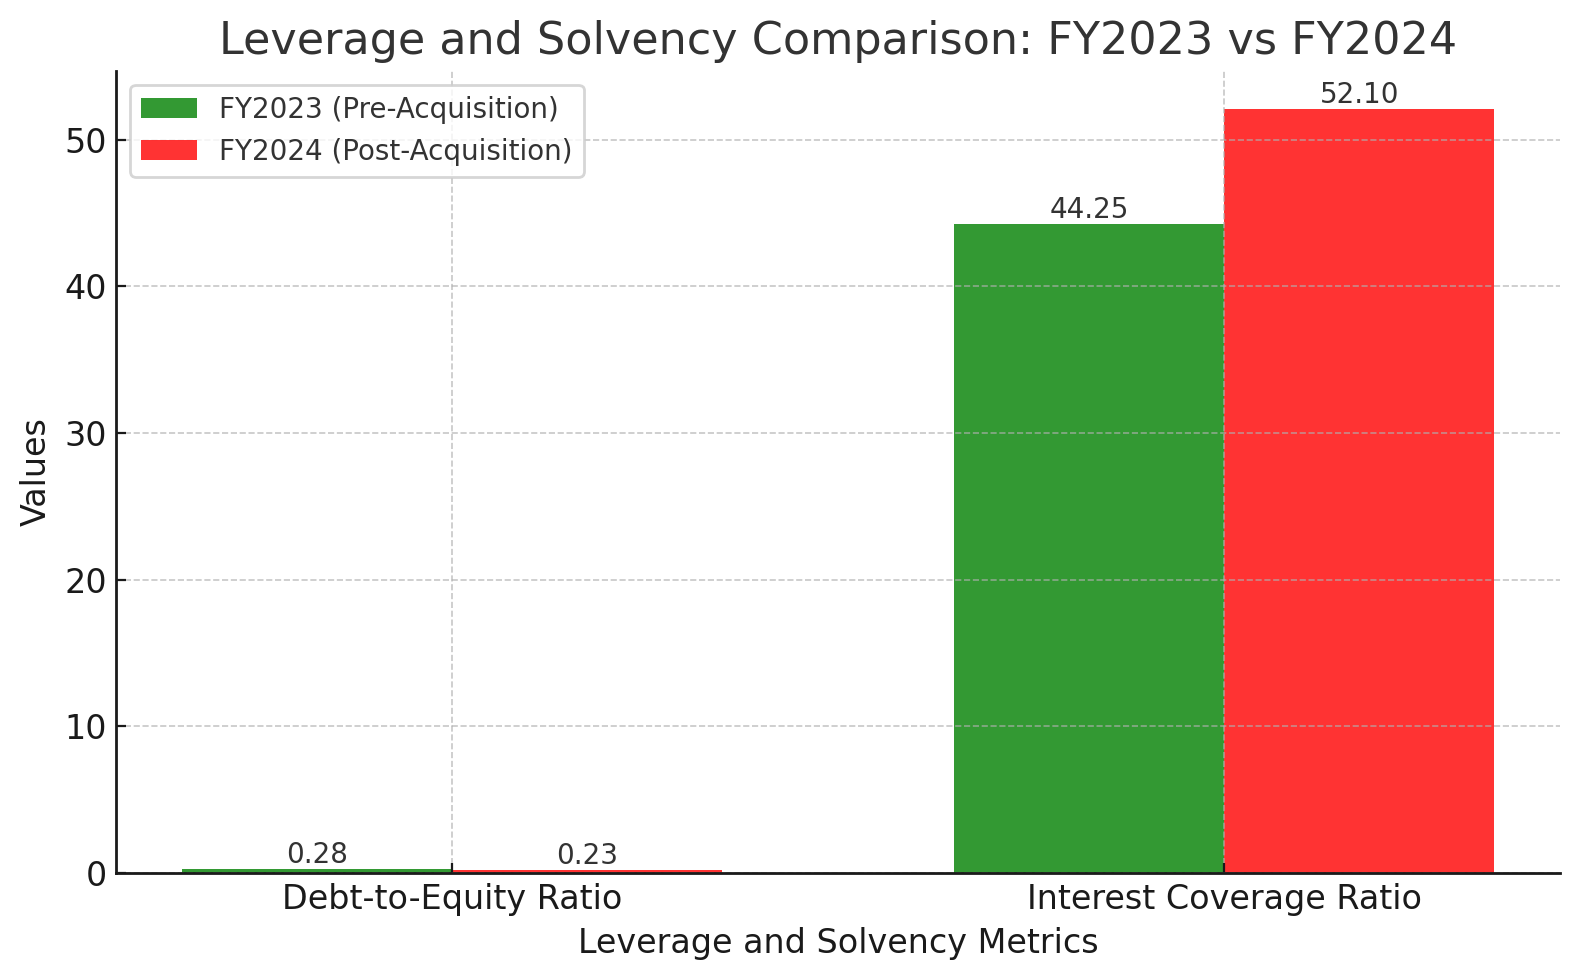 Leverage and Solvency Comparison: FY2023 vs FY2024
FY2023 (Pre-Acquisition)
FY2024 (Post-Acquisition)
52.10
44.25
0.28
0.23
50
40
30
20
10
0
Values
Debt-to-Equity Ratio
Interest Coverage Ratio
Leverage and Solvency Metrics